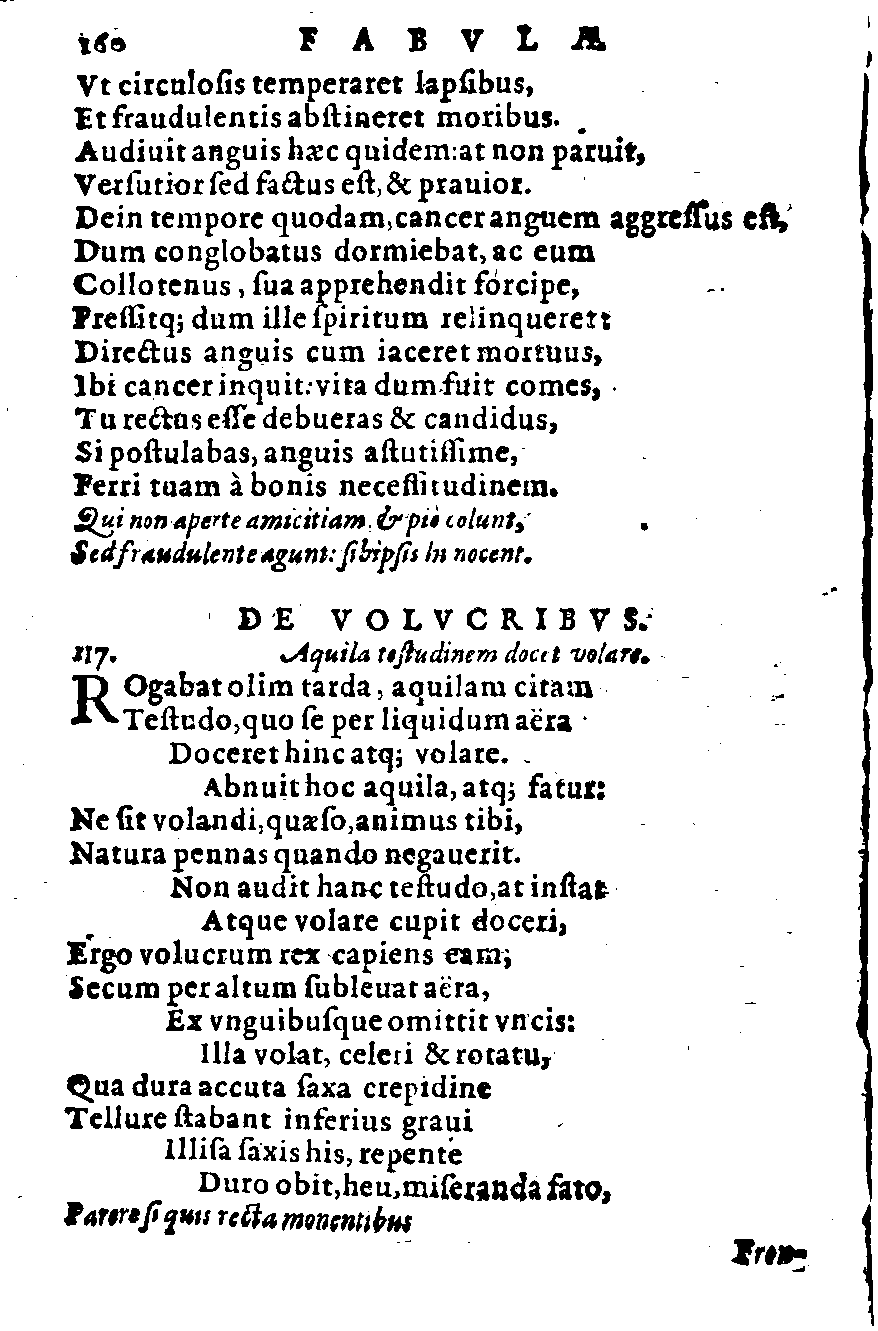 160 FABVLÆ
Vt circuloſis temperaret lapſibus,
Et fraudulentis abſtineret moribus.
Audiuit anguis hæc quidem:at non paruit,
Verſutior ſed factus eſt, & prauior.
Dein tempore quodam,cancer anguem aggreſſus eſt,
Dum conglobatus dormiebat, ac eum
Collotenus, ſua apprehendit forcipe,
Preſſitq; dum ille ſpiritum relinquerett
Directus anguis cum iaceret mortuus,
Ibi cancer inquit:vita dum fuit comes,
Tu rectus eſſe debueras & candidus,
Si poſtulabas, anguis aſtutiſſime,
Ferri tuam à bonis neceſſitudinem.
Qui non aperte amicitiam & piè colunt,
Sed fraudulente agunt: ſibipſis in nocent.
DE VOLVCRIBVS.
117. Aquila teſtudinem docet volare.
ROgabat olim tarda, aquilam citam
Teſtudo,quo ſe per liquidum aëra
Doceret hinc atq; volare.
Abnuit hoc aquila, atq; fatur:
Ne ſit volandi,quæſo,animus tibi,
Natura pennas quando negauerit.
Non audit hanc teſtudo,at inſtat
Atque volare cupit doceri,
Ergo volucrum rex capiens eam;
Secum per altum ſubleuat aëra,
Ex vnguibuſque omittit vncis:
Illa volat, celeri & rotatu,
Qua dura accuta ſaxa crepidine
Tellure ſtabant inferius graui
Illiſa ſaxis his, repente
Duro obit,heu,miſeranda fato,
Parere ſi quis recta monentibus
Fren-